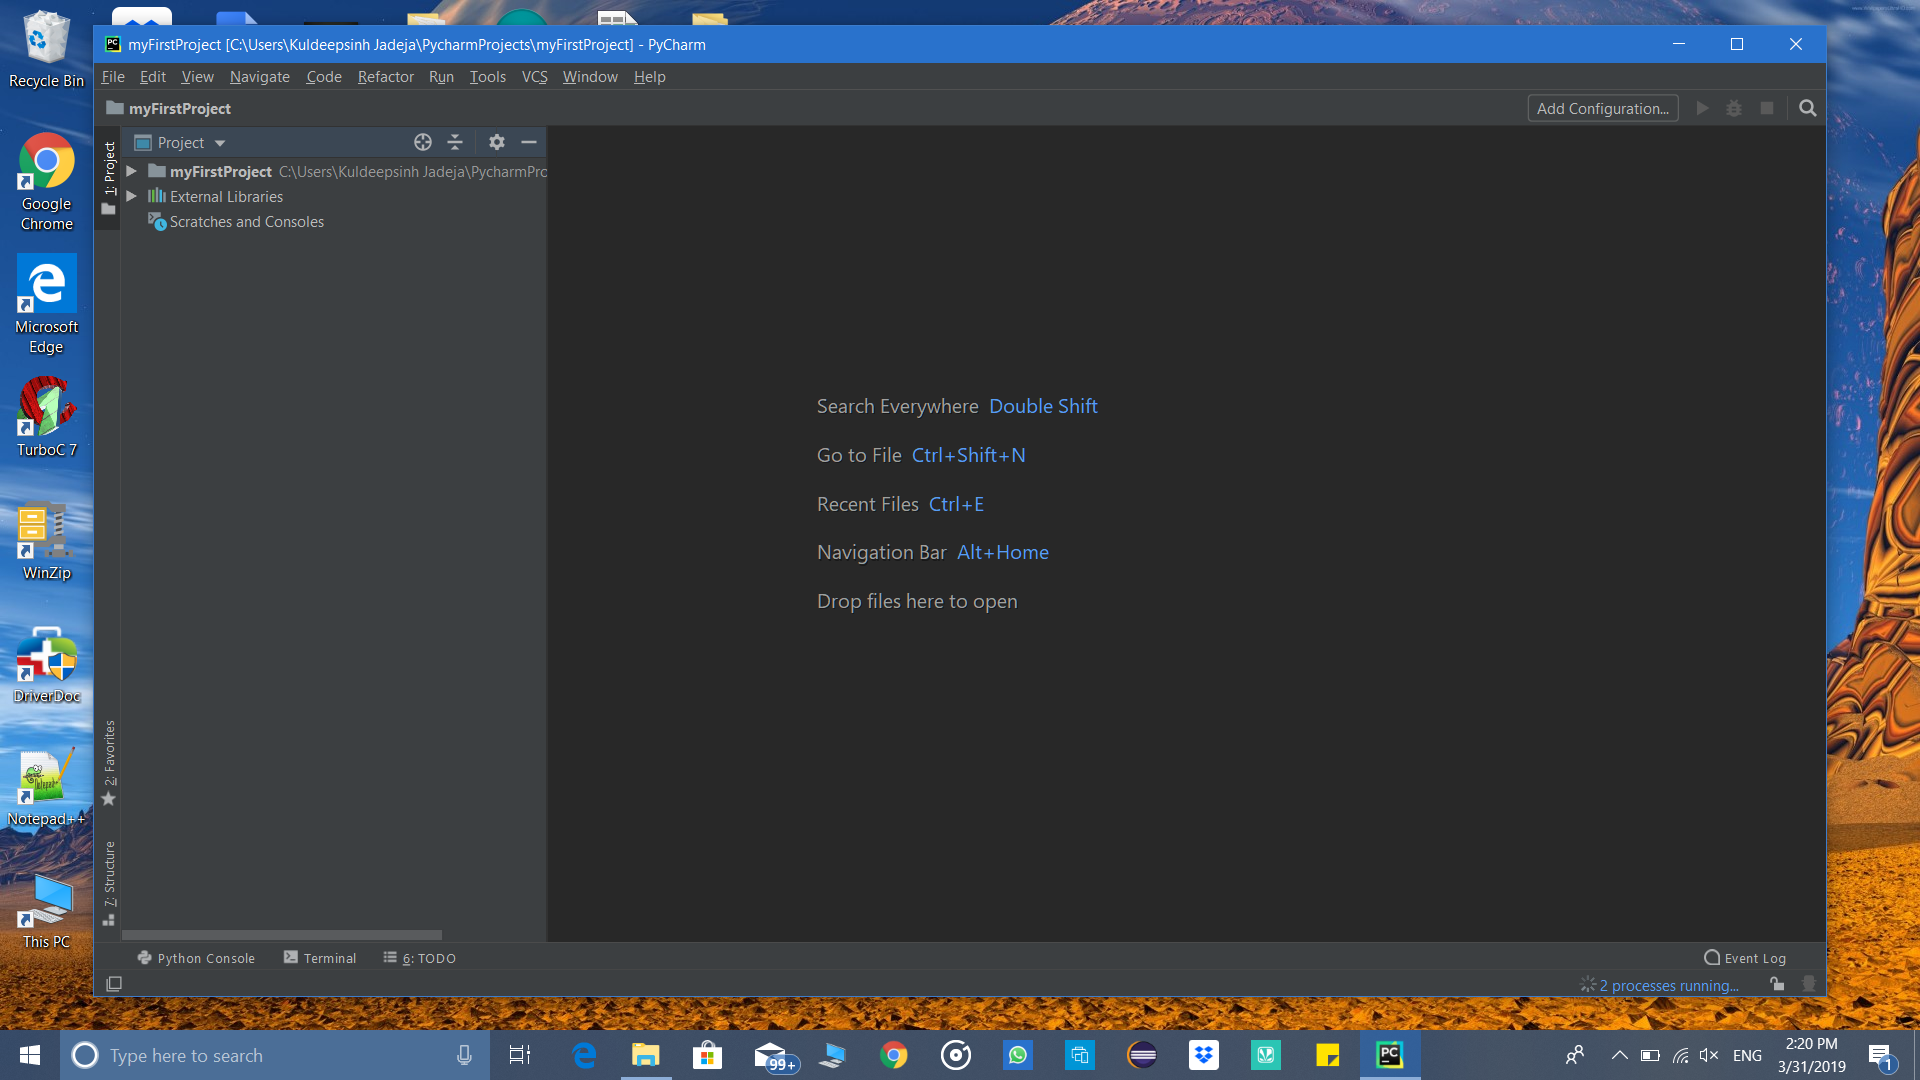 Recycle Bin
Google
Chrome
Microsoft
Edge
TurboC 7
WinZip
DriverDoc
Notepad++
This PC
PC
myFirstProject [C:\Users\Kuldeepsinh Jadeja\PycharmProjects\myFirstProject] - PyCharm
File Edit View Navigate Code Refactor Run Tools VCS Window Help
myFirstProject
Add Configuration...
1: Project
Project
myFirstProject C:\Users\Kuldeepsinh Jadeja\PycharmPro
External Libraries
Scratches and Consoles
Search Everywhere Double Shift
Go to File Ctrl+Shift+N
Recent Files Ctrl+E
Navigation Bar Alt+Home
Drop files here to open
2: Favorites
7: Structure
Python Console Terminal 6: TODO
Event Log
2 processes running...
Type here to search
99+
PC
ENG
2:20 PM
3/31/2019
1